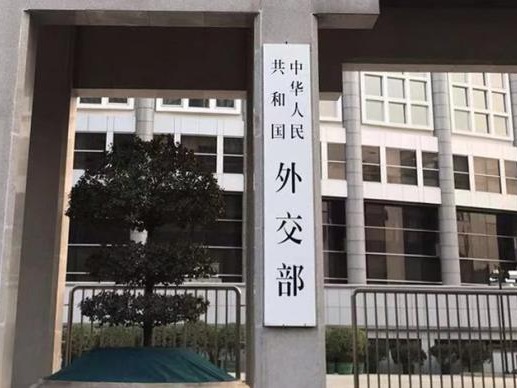 中华人民
共和国
外交部